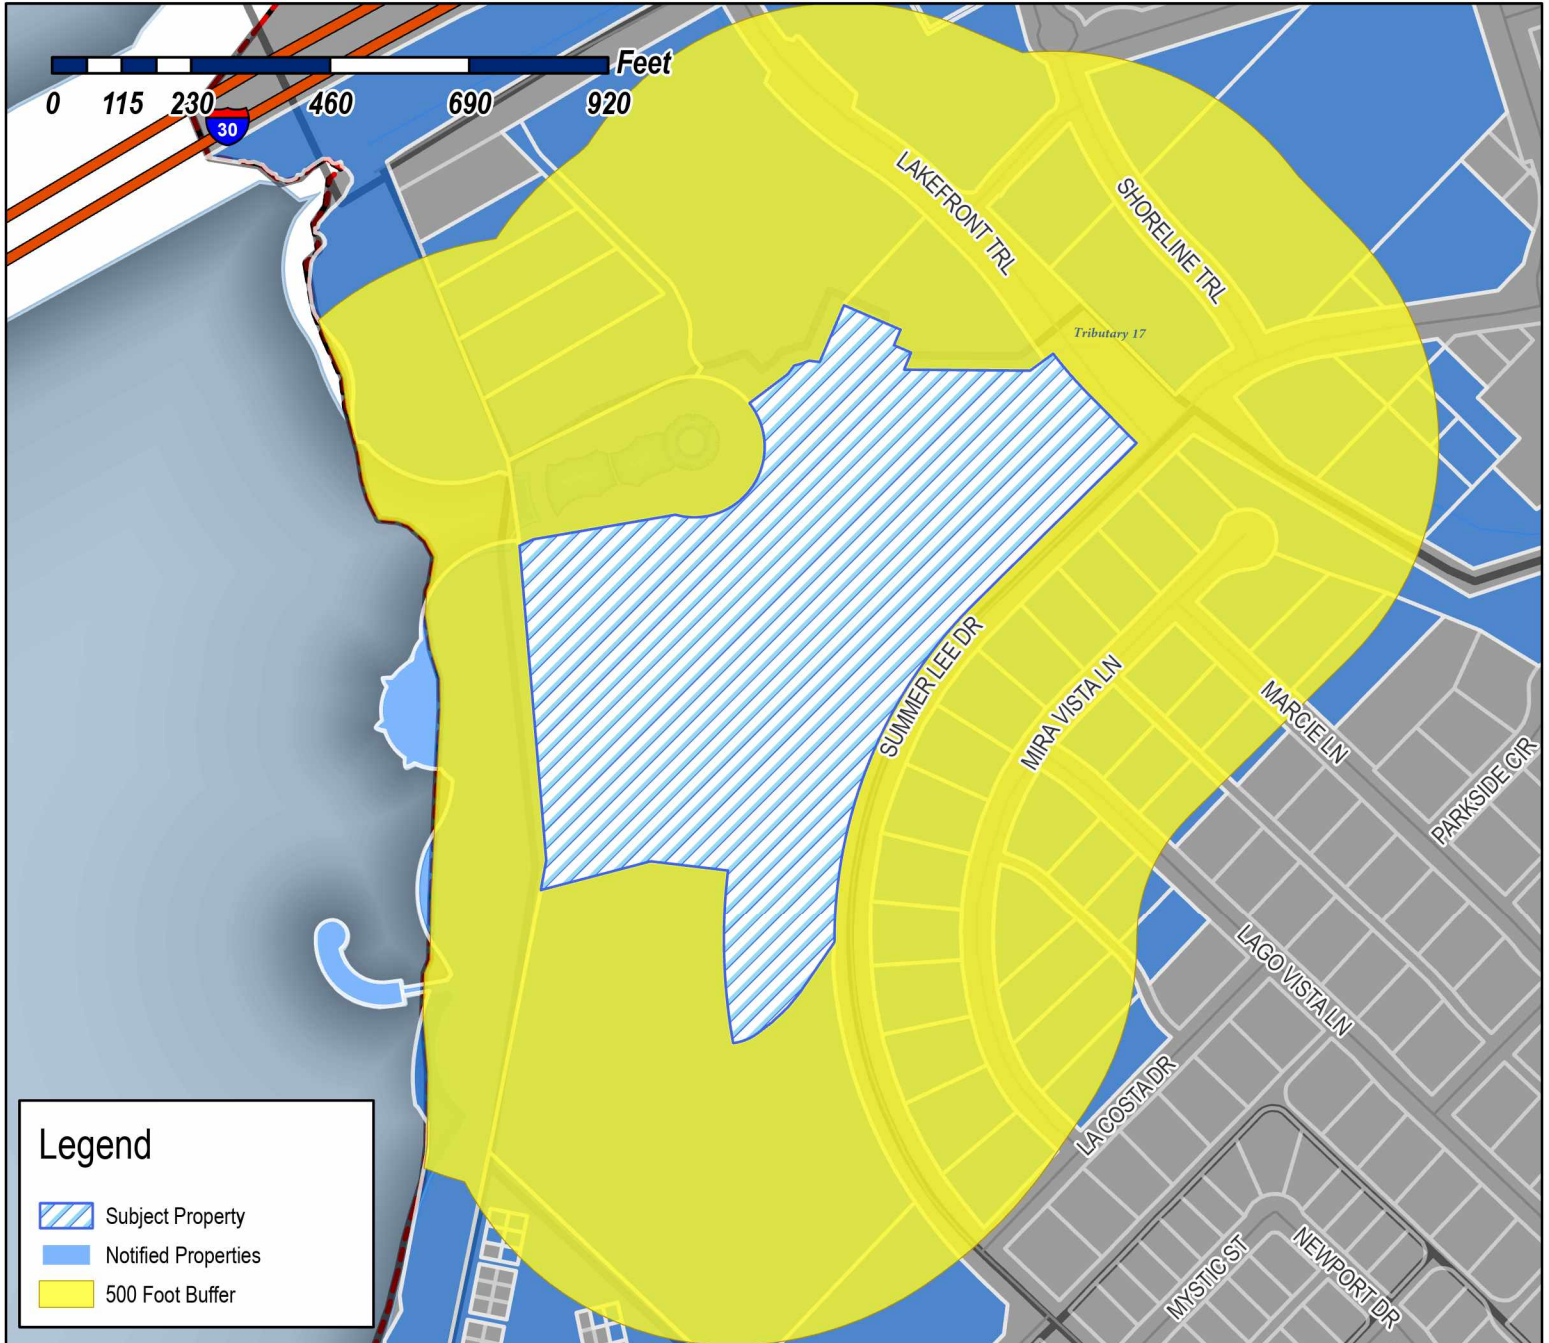 Feet
0 115 230 460 690 920
30
LAKEFRONT TRL
SHORELINE TRL
Tributary 17
SUMMER LEE DR
MIRA VISTA LN
MARCIE LN
PARKSIDE CIR
LAGO VISTA LN
LA COSTA DR
MYSTIC ST
NEWPORT DR
Legend
Subject Property
Notified Properties
500 Foot Buffer